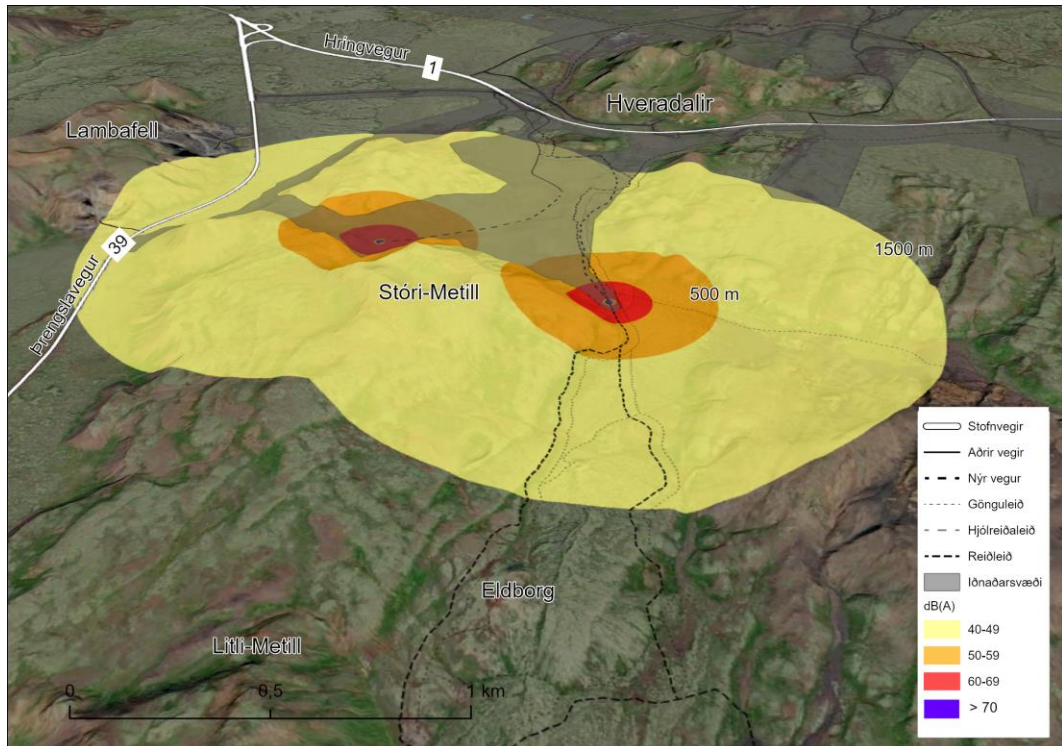 Hringvegur
1
Hveradalir
Lambafell
39
Þrengslavegur
1500 m
500 m
Stóri-Metill
Eldborg
Litli-Metill
0
0,5
1 km
Stofnvegir
Aðrir vegir
Nýr vegur
Gönguleið
Hjólreiðaleið
Reiðleið
Iðnaðarsvæði
dB(A)
40-49
50-59
60-69
> 70